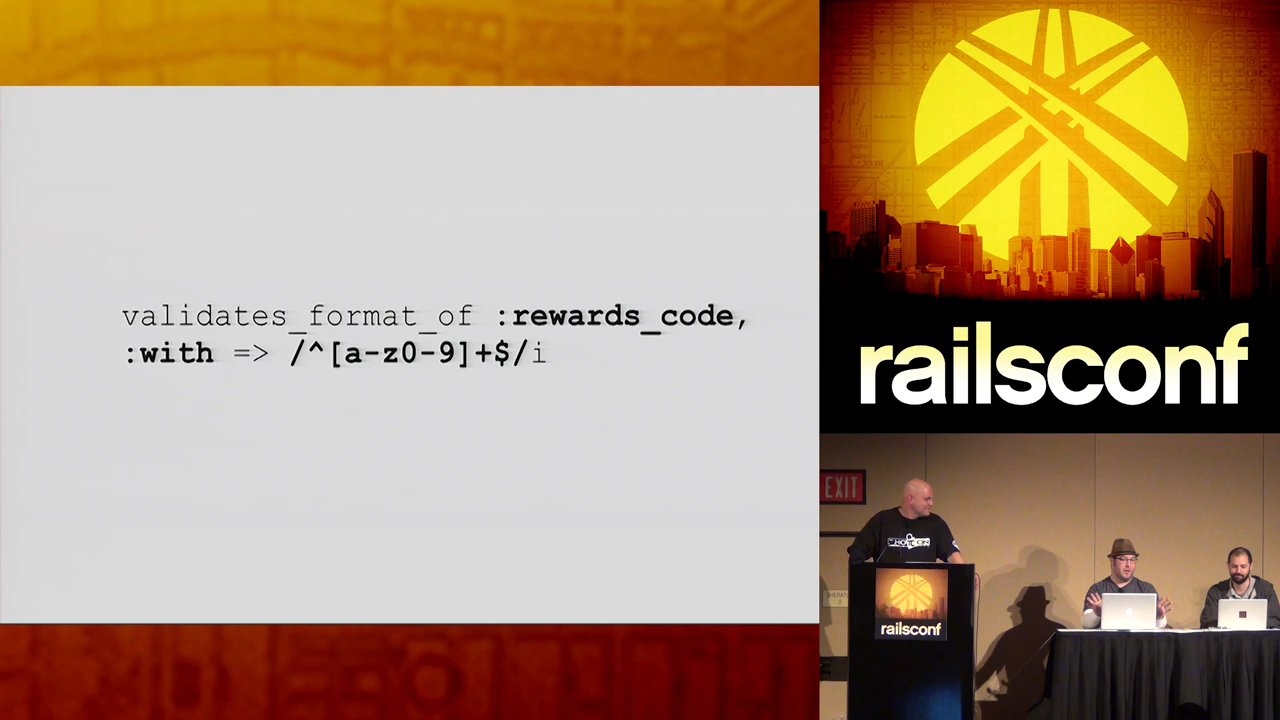 validates_format_of :rewards_code,
:with => /^[a-z0-9]+$/i
railsconf
EXIT
railsconf